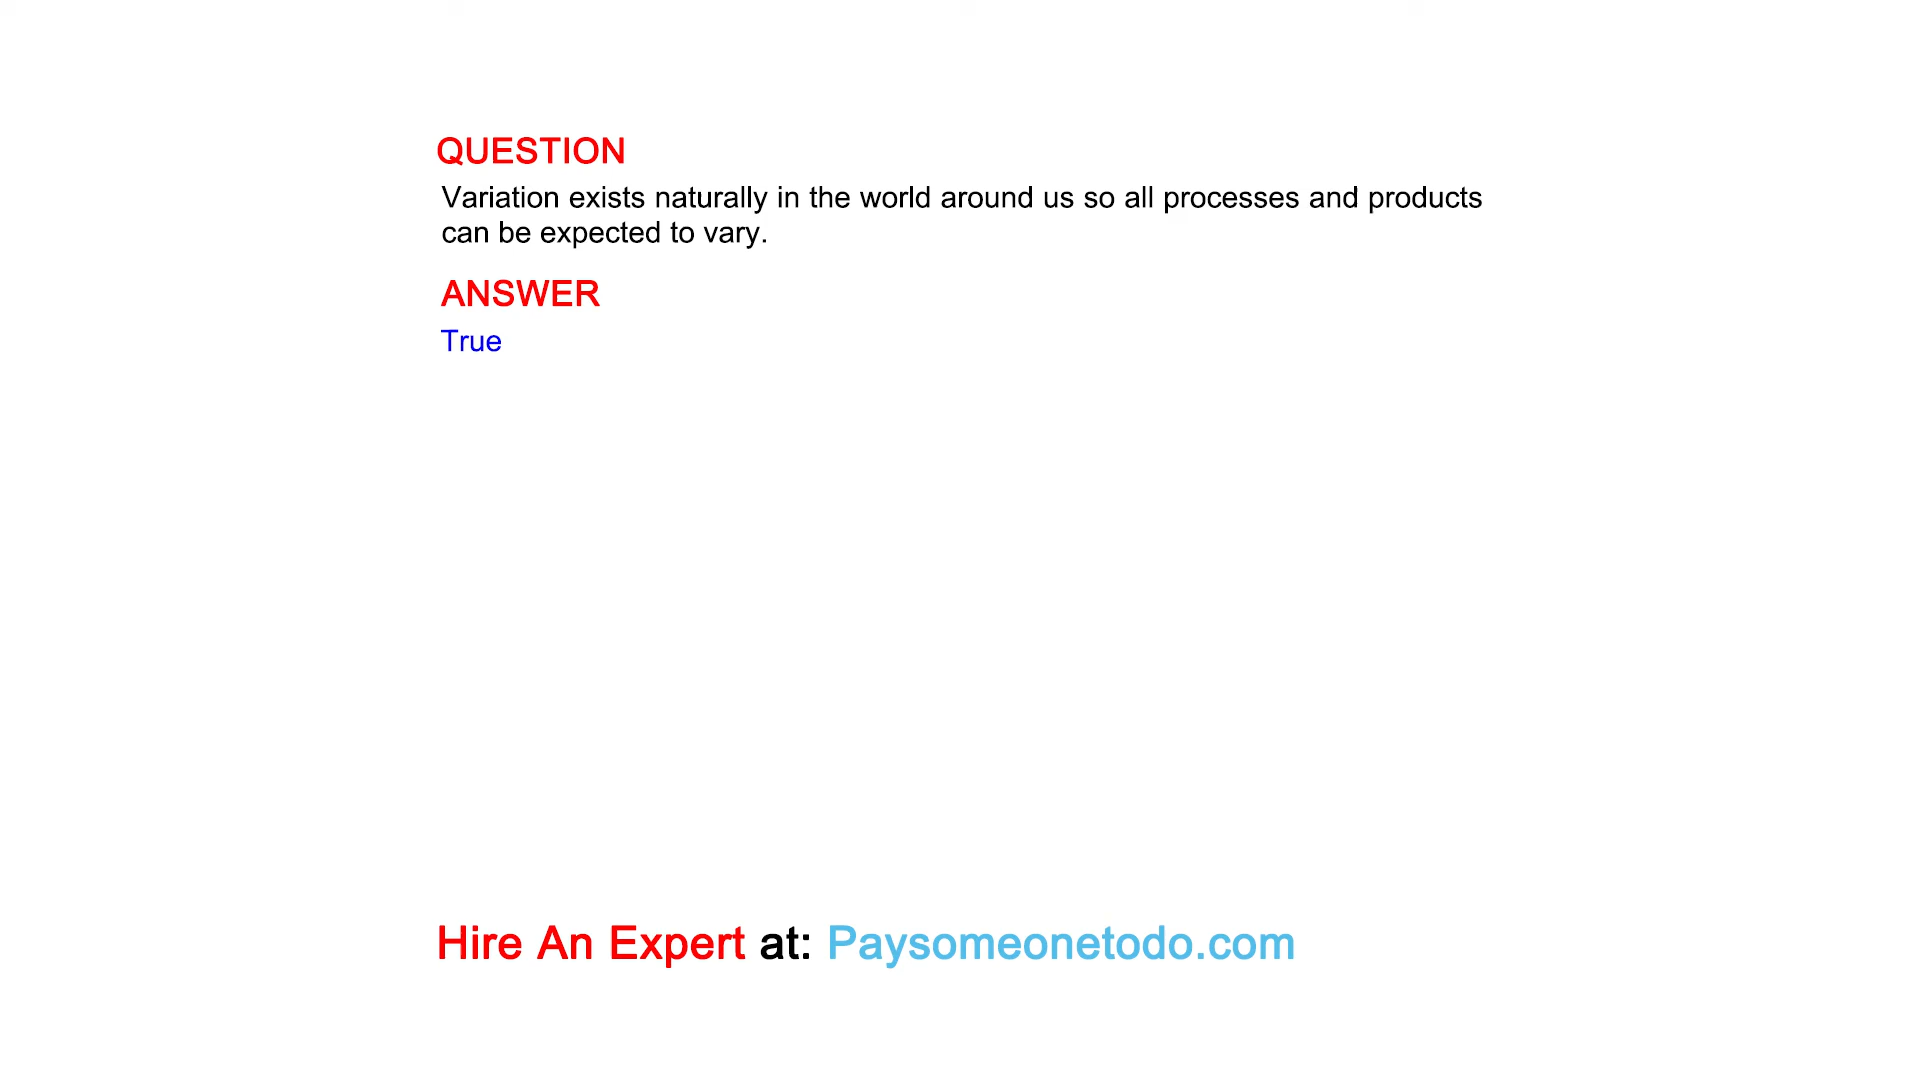 QUESTION
Variation exists naturally in the world around us so all processes and products
can be expected to vary.
ANSWER
True
Hire An Expert at: Paysomeonetodo.com